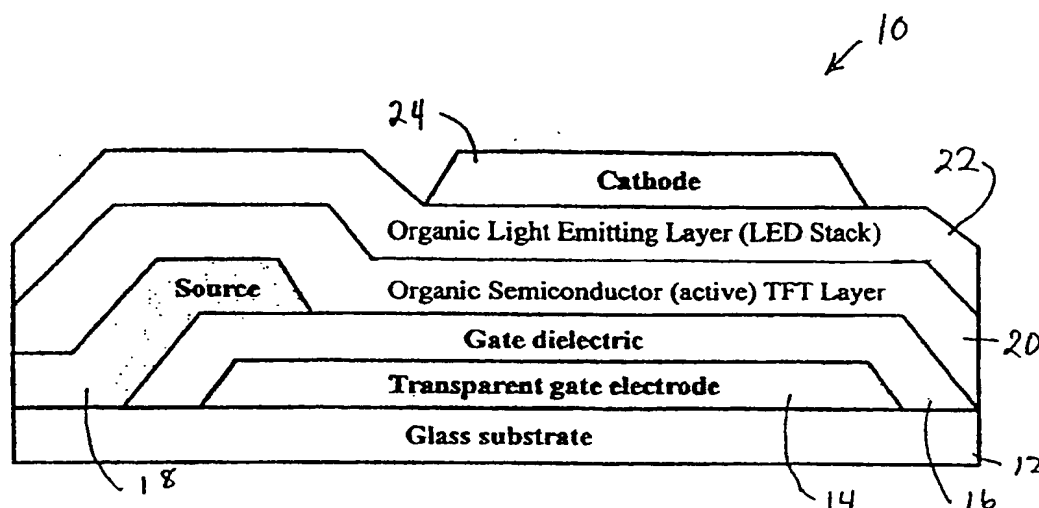 10
24
Cathode
22
Organic Light Emitting Layer (LED Stack)
Source
Organic Semiconductor (active) TFT Layer
Gate dielectric
20
Transparent gate electrode
Glass substrate
12
18
14
16